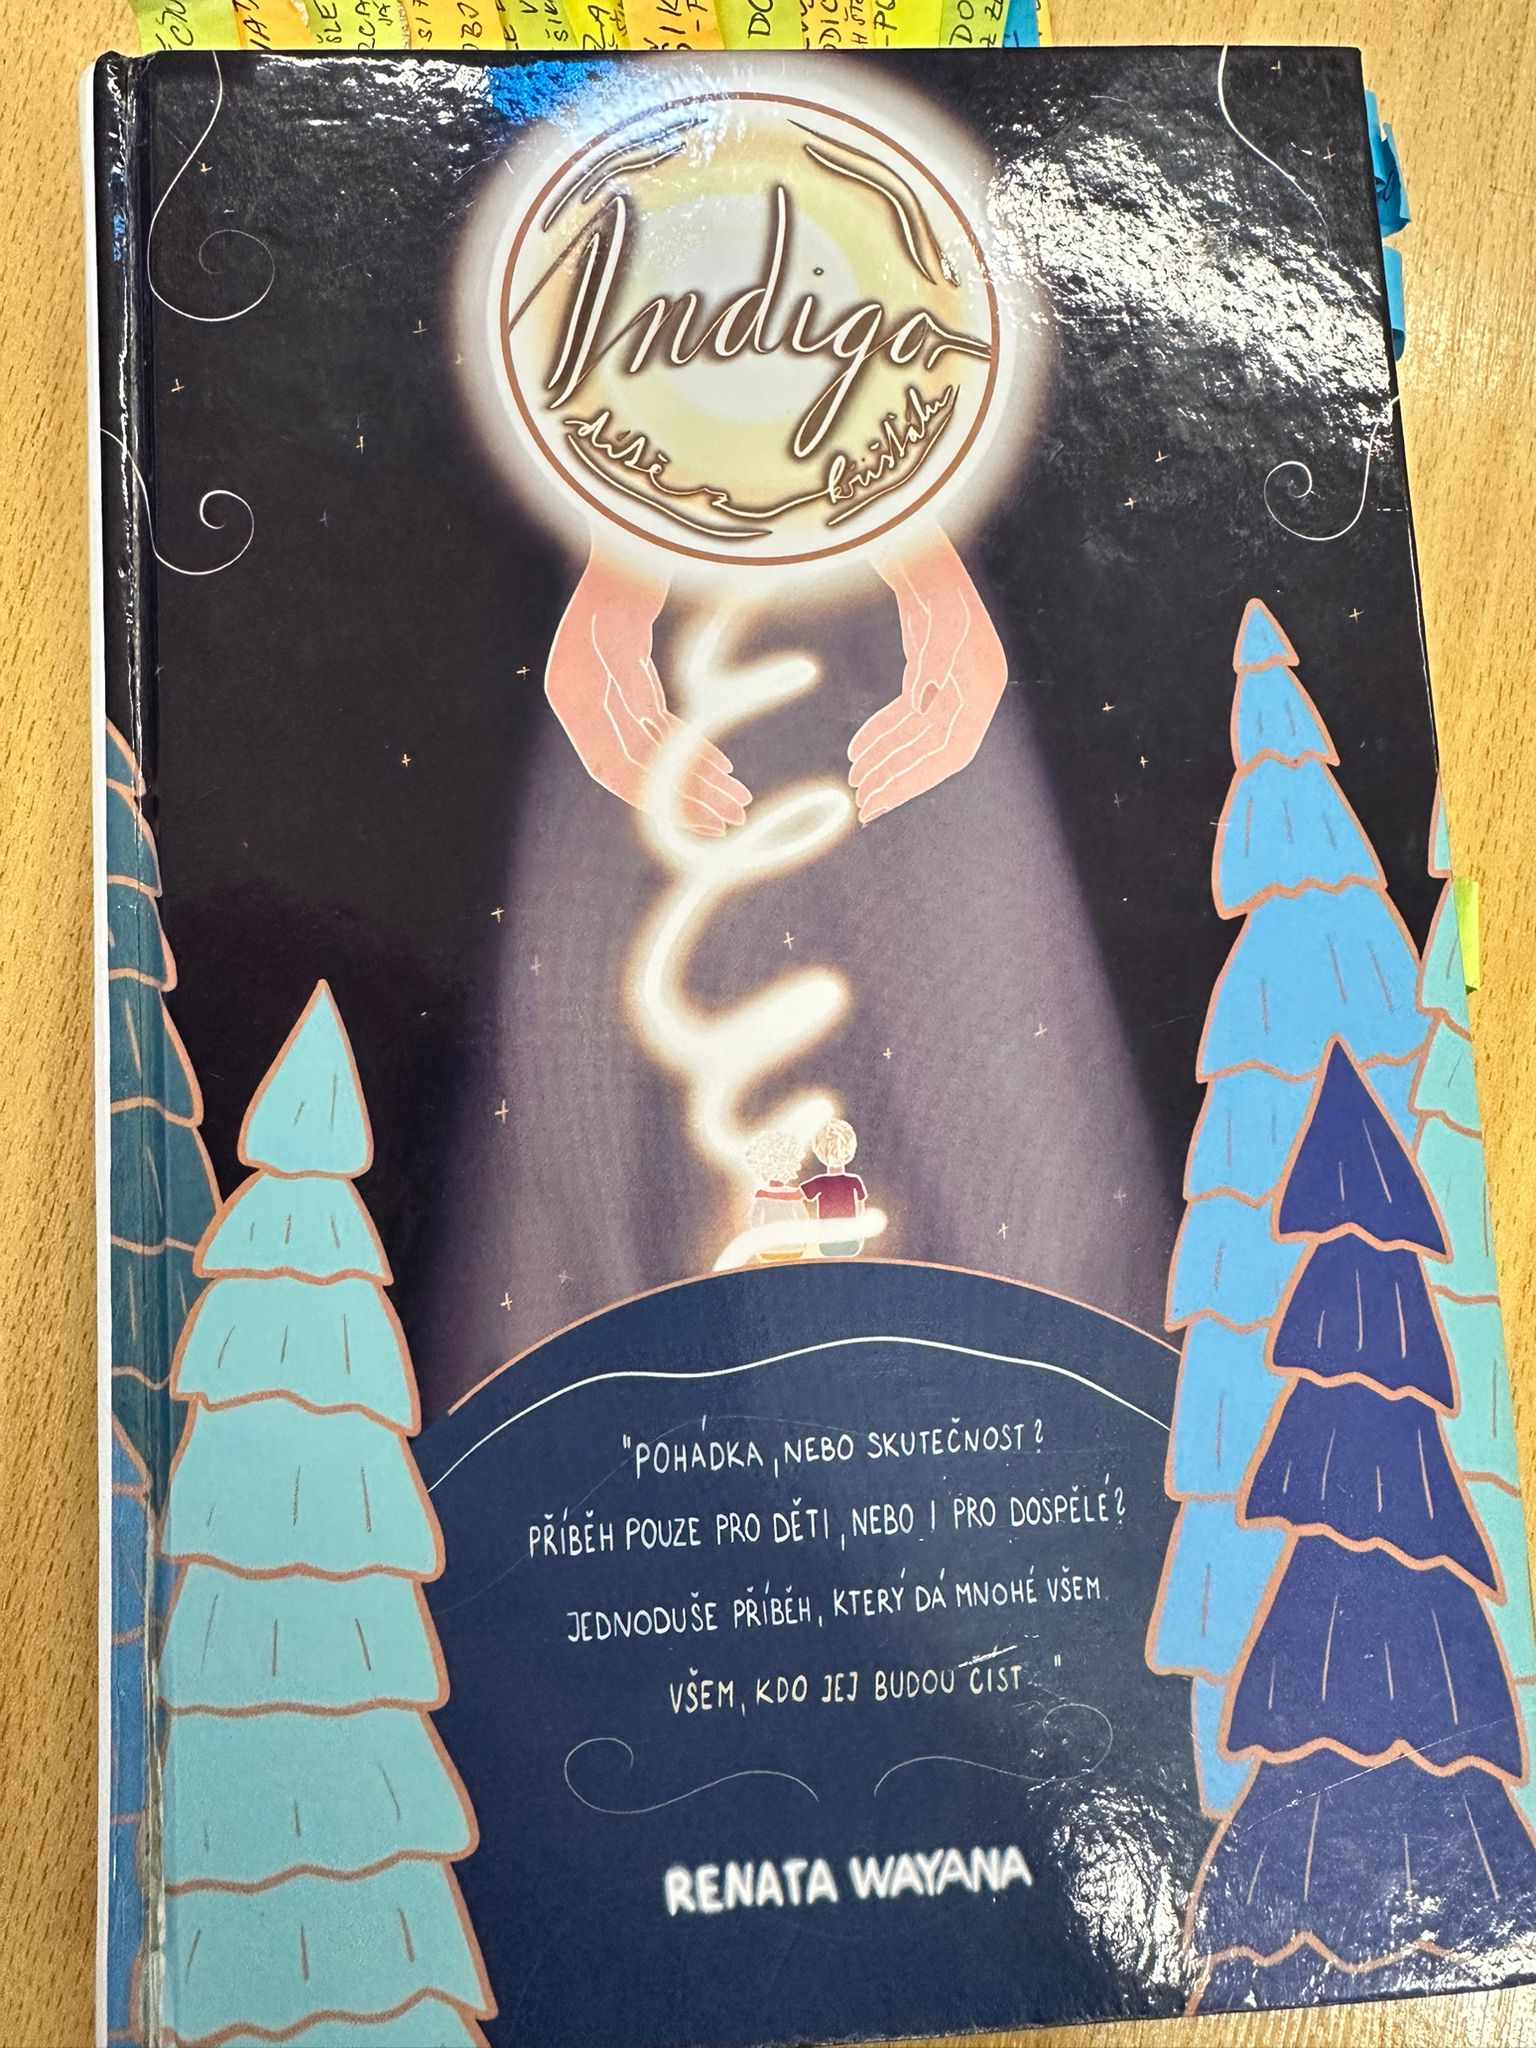 Indigo
dítě z křišťálu
"POHÁDKA, NEBO SKUTEČNOST?
PŘÍBĚH POUZE PRO DĚTI, NEBO I PRO DOSPĚLÉ?
JEDNODUŠE PŘÍBĚH, KTERÝ DÁ MNOHÉ VŠEM.
VŠEM, KDO JEJ BUDOU ČÍST."
RENATA WAYANA